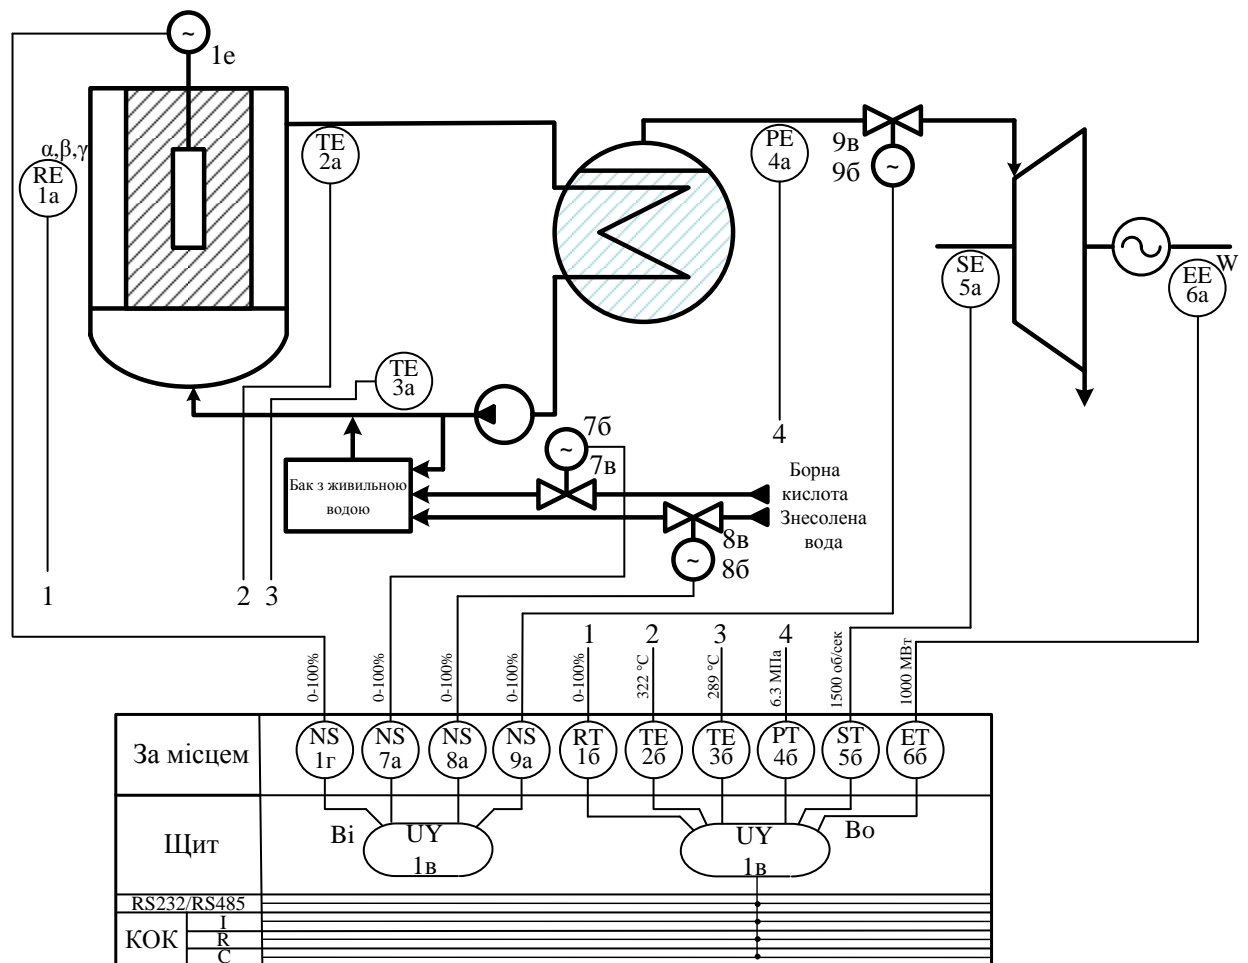 ~
1е
α,β,γ
RE
1а
TE
2а
PE
4а
9в
9б
~
SE
5а
W
EE
6а
TE
3а
7б
~
7в
4
Бак з живильною
водою
Борна
кислота
Знесолена
вода
8в
~
8б
1
2
3
1
2
3
4
0-100%
0-100%
0-100%
0-100%
0-100%
322 °C
289 °C
6.3 МПа
1500 об/сек
1000 МВт
За місцем
NS
1г
NS
7а
NS
8а
NS
9а
RT
1б
TE
2б
TE
3б
PT
4б
ST
5б
ET
6б
Щит
Ві
UY
1в
UY
1в
Во
RS232/RS485
КОК
I
R
C